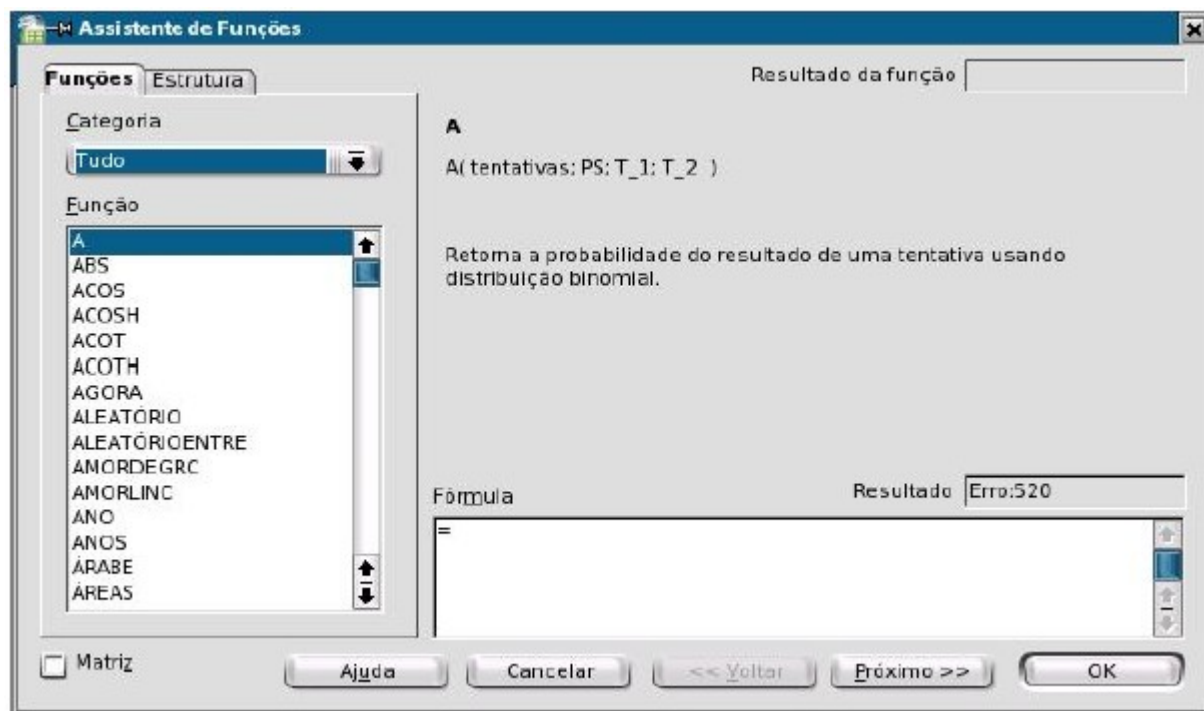 Assistente de Funções
Funções
Estrutura
Resultado da função
Categoria
Tudo
Função
A
ABS
ACOS
ACOSH
ACOT
ACOTH
AGORA
ALEATÓRIO
ALEATÓRIOENTRE
AMORDEGRC
AMORLINC
ANO
ANOS
ÁRABE
ÁREAS
A
A( tentativas; PS; T_1; T_2 )
Retorna a probabilidade do resultado de uma tentativa usando
distribuição binomial.
Fórmula
Resultado
Erro:520
=
Matriz
Ajuda
Cancelar
<< Voltar
Próximo >>
OK